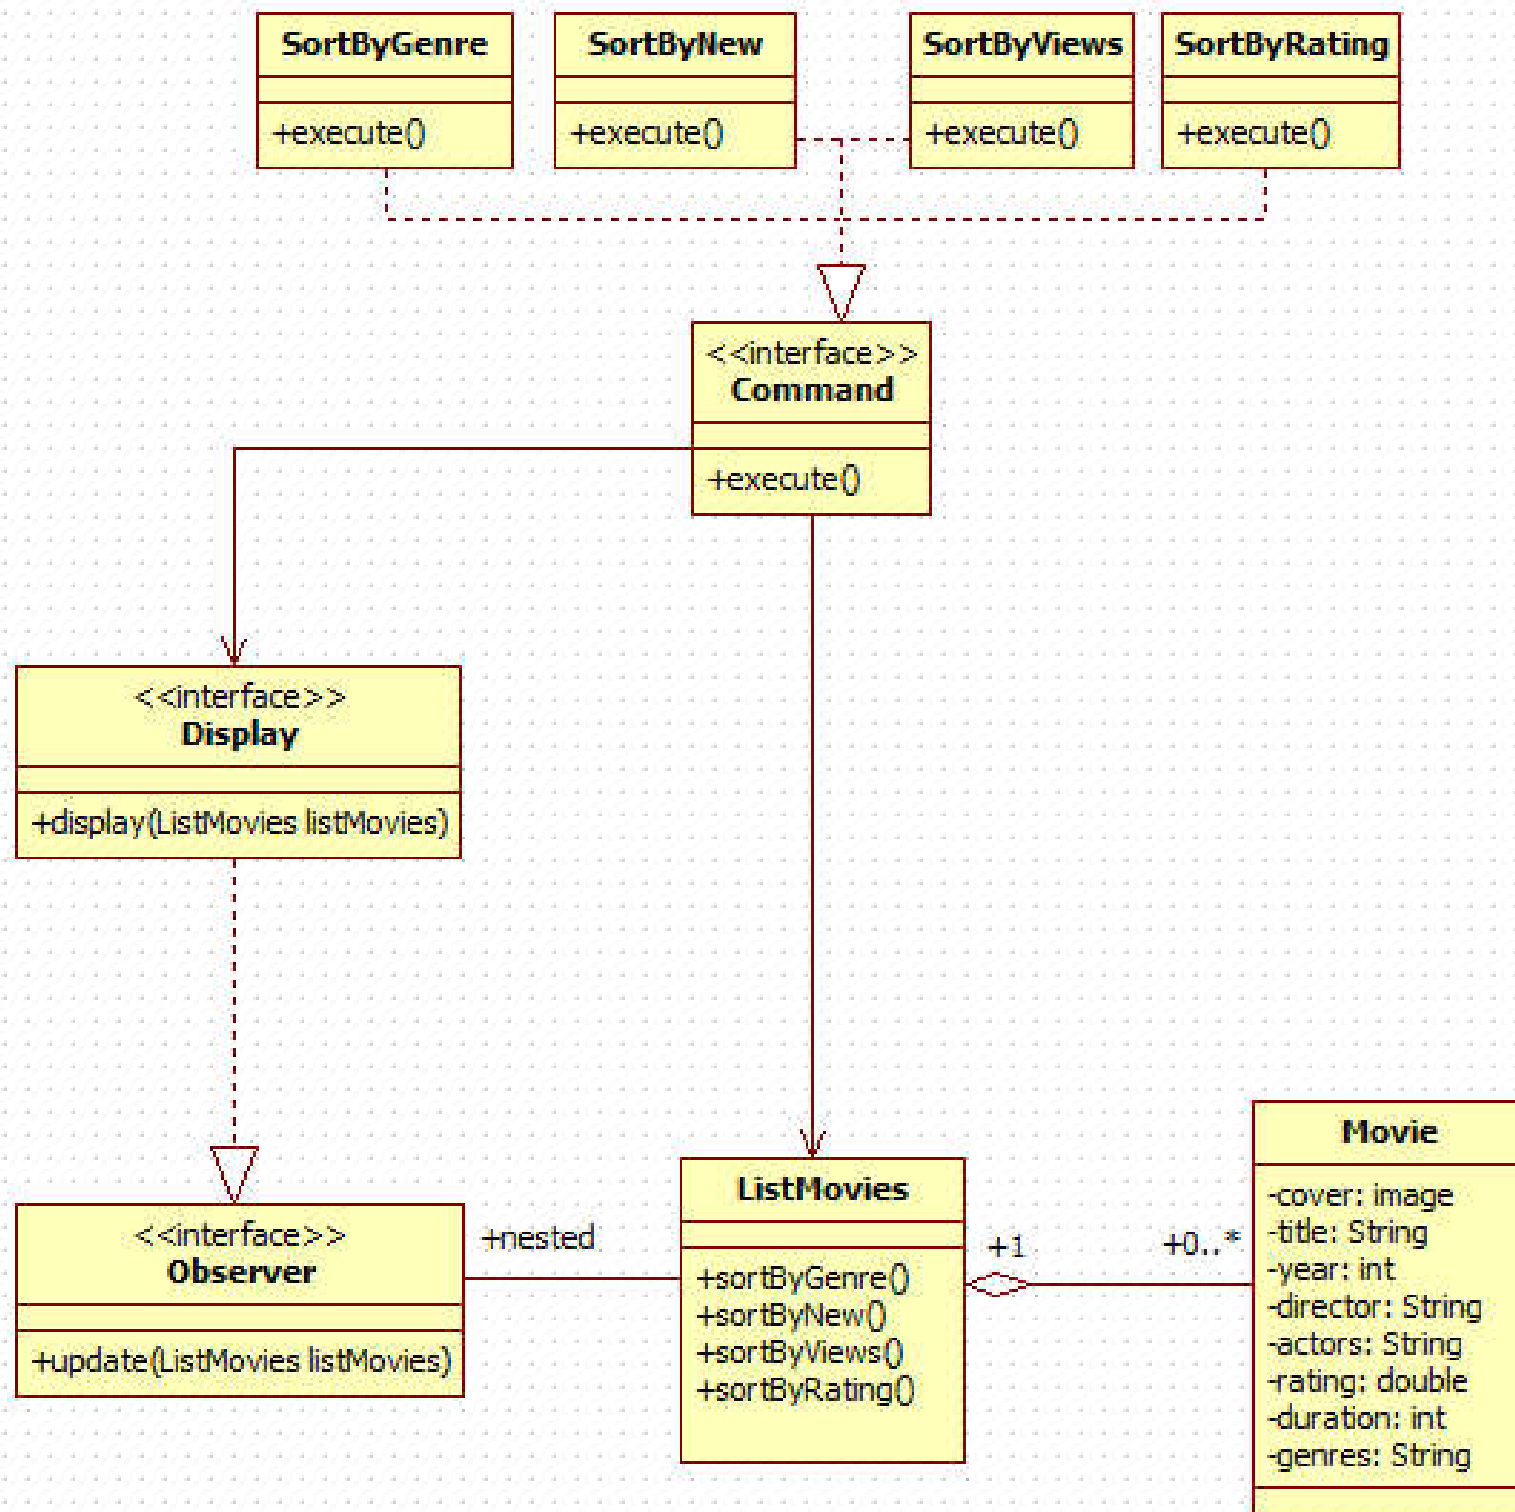 SortByGenre
+execute()
SortByNew
+execute()
SortByViews
+execute()
SortByRating
+execute()
<<interface>>
Command
+execute()
<<interface>>
Display
+display(ListMovies listMovies)
<<interface>>
Observer
+update(ListMovies listMovies)
+nested
ListMovies
+sortByGenre()
+sortByNew()
+sortByViews()
+sortByRating()
+1
+0..*
Movie
-cover: image
-title: String
-year: int
-director: String
-actors: String
-rating: double
-duration: int
-genres: String